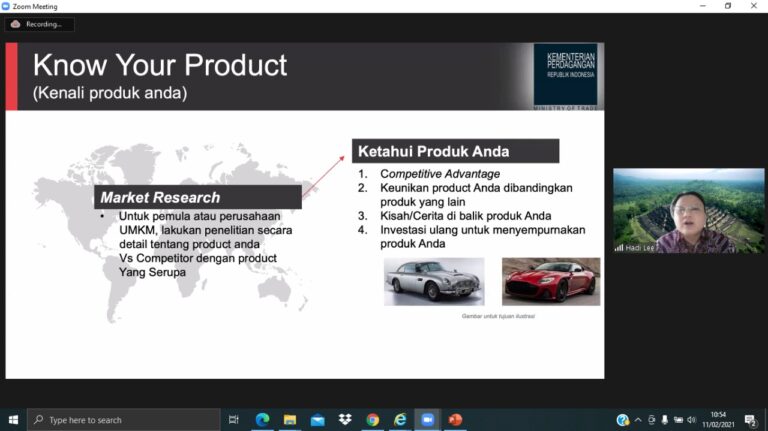 Zoom Meeting
Recording...
Know Your Product
(Kenali produk anda)
KEMENTERIAN
PERDAGANGAN
REPUBLIK INDONESIA
MINISTRY OF TRADE
Market Research
• Untuk pemula atau perusahaan
UMKM, lakukan penelitian secara
detail tentang product anda
Vs Competitor dengan product
Yang Serupa
Ketahui Produk Anda
1. Competitive Advantage
2. Keunikan product Anda dibandingkan
produk yang lain
3. Kisah/Cerita di balik produk Anda
4. Investasi ulang untuk menyempurnakan
produk Anda
Gambar untuk tujuan ilustrasi
Hadi Lee
Type here to search
10:54
11/02/2021
2